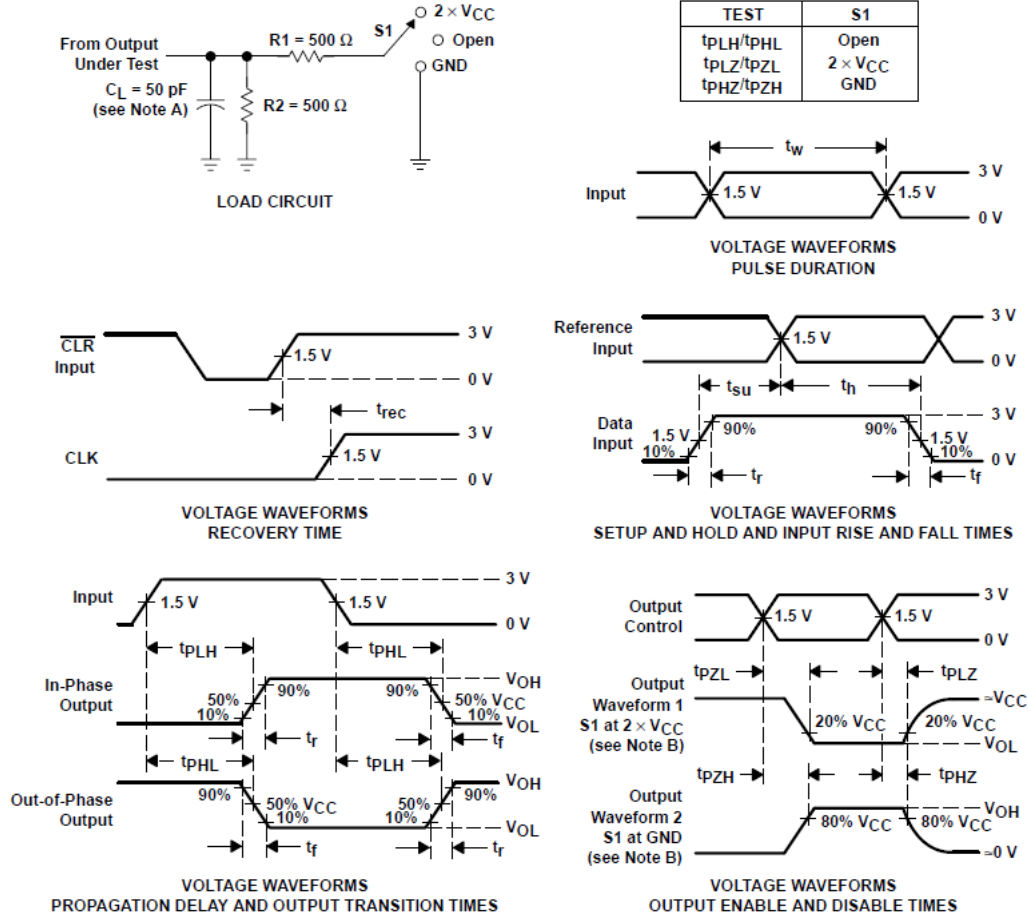 From Output
Under Test
CL = 50 pF
(see Note A)
R1 = 500 Ω
R2 = 500 Ω
S1
2 × VCC
Open
GND
LOAD CIRCUIT
TEST S1
tPLH/tPHL Open
tPLZ/tPZL 2 × VCC
tPHZ/tPZH GND
tw
Input
1.5 V
1.5 V
3 V
0 V
VOLTAGE WAVEFORMS
PULSE DURATION
CLR
Input
1.5 V
3 V
0 V
trec
CLK
1.5 V
3 V
0 V
VOLTAGE WAVEFORMS
RECOVERY TIME
Reference
Input
1.5 V
3 V
0 V
tsu
th
Data
Input
1.5 V
10%
90%
90%
1.5 V
10%
3 V
0 V
tr
tf
VOLTAGE WAVEFORMS
SETUP AND HOLD AND INPUT RISE AND FALL TIMES
Input
1.5 V
1.5 V
3 V
0 V
tPLH
tPHL
In-Phase
Output
50%
10%
90%
90%
50% VCC
10%
VOH
VOL
tr
tf
tPHL
tPLH
Out-of-Phase
Output
90%
50% VCC
10%
50%
10%
90%
VOH
VOL
tf
tr
VOLTAGE WAVEFORMS
PROPAGATION DELAY AND OUTPUT TRANSITION TIMES
Output
Control
1.5 V
1.5 V
3 V
0 V
tPZL
tPLZ
Output
Waveform 1
S1 at 2 × VCC
(see Note B)
20% VCC
20% VCC
≈VCC
VOL
tPZH
tPHZ
Output
Waveform 2
S1 at GND
(see Note B)
80% VCC
80% VCC
VOH
≈0 V
VOLTAGE WAVEFORMS
OUTPUT ENABLE AND DISABLE TIMES